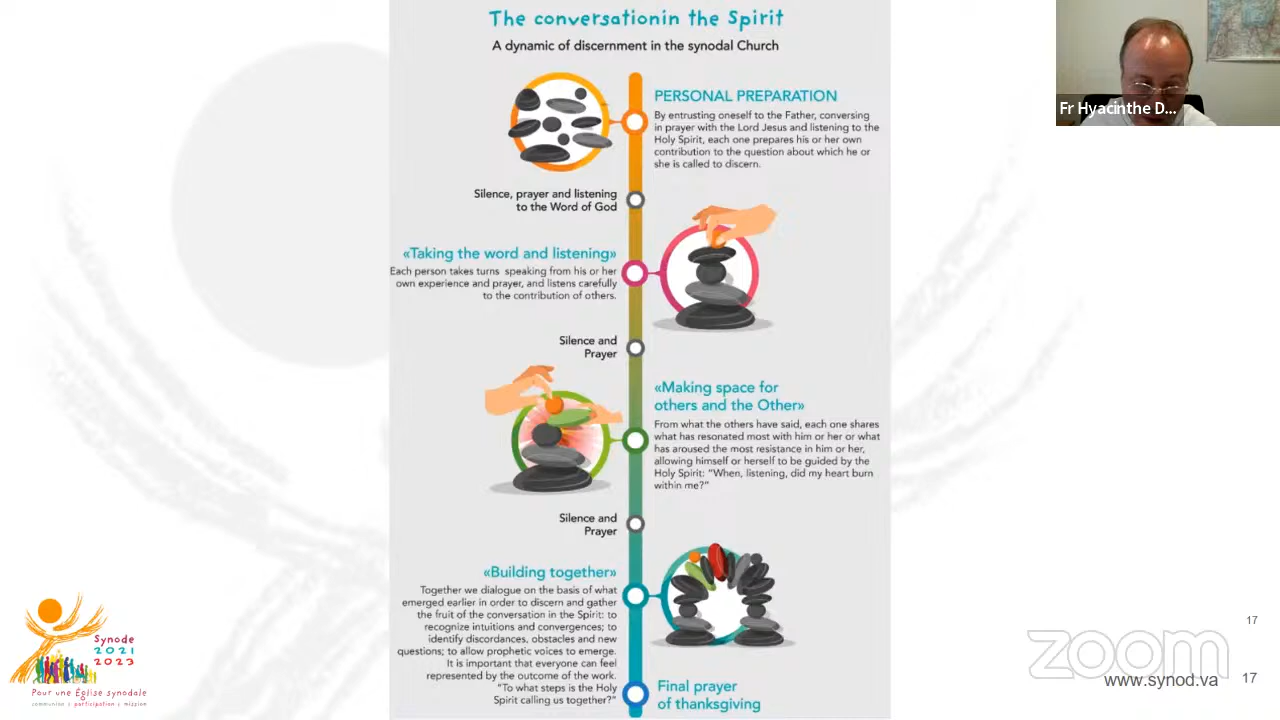 The conversationin the Spirit
A dynamic of discernment in the synodal Church
PERSONAL PREPARATION
By entrusting oneself to the Father, conversing
in prayer with the Lord Jesus and listening to the
Holy Spirit, each one prepares his or her own
contribution to the question about which he or
she is called to discern.
Silence, prayer and listening
to the Word of God
«Taking the word and listening»
Each person takes turns speaking from his or her
own experience and prayer, and listens carefully
to the contribution of others.
Silence and
Prayer
«Making space for
others and the Other»
From what the others have said, each one shares
what has resonated most with him or her or what
has aroused the most resistance in him or her,
allowing himself or herself to be guided by the
Holy Spirit: "When, listening, did my heart burn
within me?"
Silence and
Prayer
«Building together»
Together we dialogue on the basis of what
emerged earlier in order to discern and gather
the fruit of the conversation in the Spirit: to
recognize intuitions and convergences; to
identify discordances, obstacles and new
questions; to allow prophetic voices to emerge.
It is important that everyone can feel
represented by the outcome of the work.
"To what steps is the Holy
Spirit calling us together?"
Final prayer
of thanksgiving
Fr Hyacinthe D...
Synode
2021
2023
Pour une Église synodale
communion | participation | mission
17
zoom
www.synod.va
17